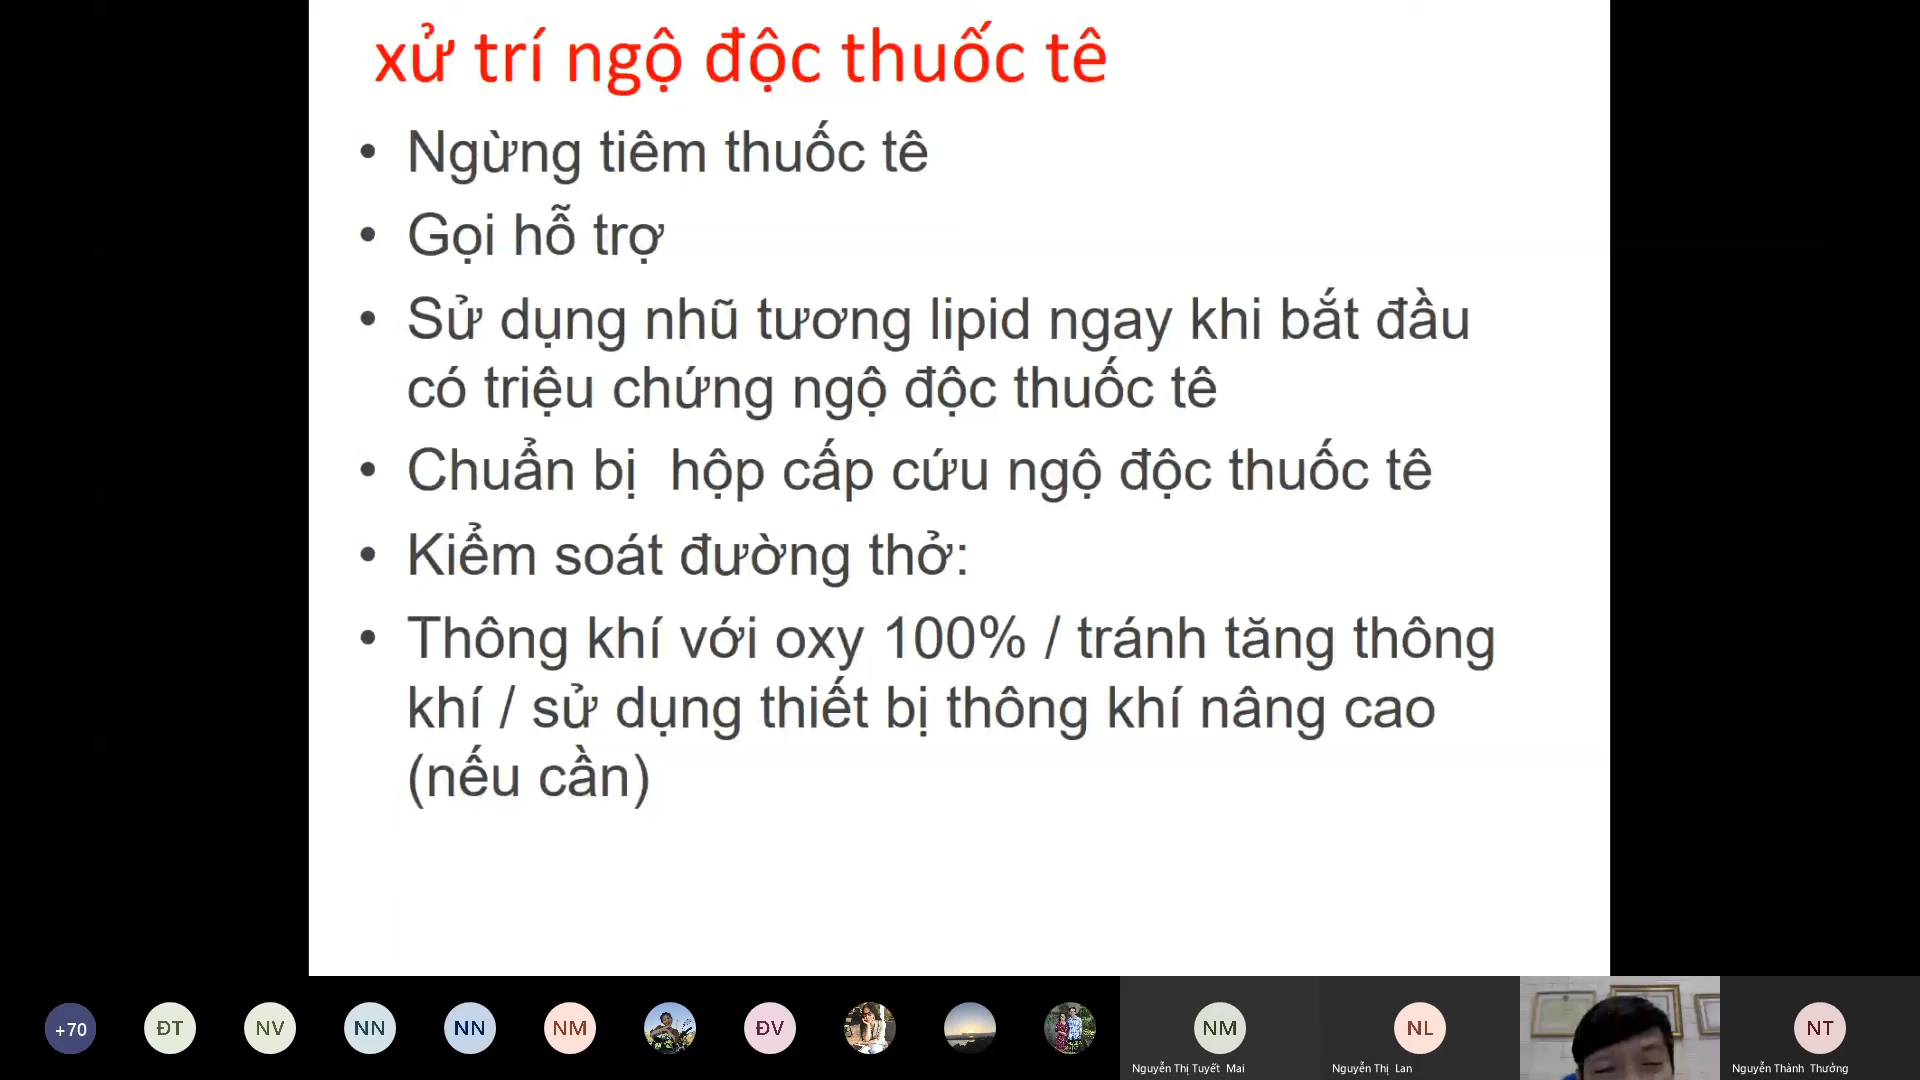 xử trí ngộ độc thuốc tê
• Ngừng tiêm thuốc tê
• Gọi hỗ trợ
• Sử dụng nhũ tương lipid ngay khi bắt đầu
có triệu chứng ngộ độc thuốc tê
• Chuẩn bị  hộp cấp cứu ngộ độc thuốc tê
• Kiểm soát đường thở:
• Thông khí với oxy 100% / tránh tăng thông
khí / sử dụng thiết bị thông khí nâng cao
(nếu cần)
+70 ĐT NV NN NN NM ĐV NM NL NT
Nguyễn Thị Tuyết Mai Nguyễn Thị Lan Nguyễn Thành Thưởng